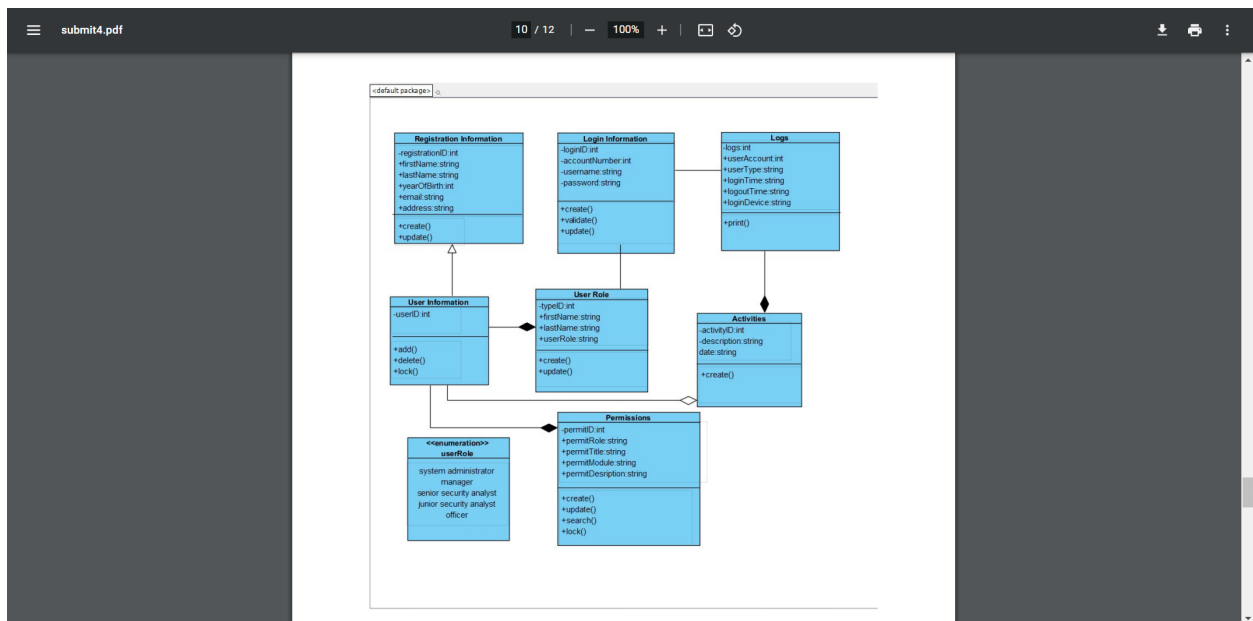 submit4.pdf
10 / 12
100%
<default package>
Registration Information
-registrationID:int
+firstName:string
+lastName:string
+yearOfBirth:int
+email:string
+address:string
+create()
+update()
Login Information
-loginID:int
-accountNumber:int
-username:string
-password:string
+create()
+validate()
+update()
Logs
-logs:int
+userAccount:int
+userType:string
+loginTime:string
+logoutTime:string
+loginDevice:string
+print()
User Information
-userID:int
+add()
+delete()
+lock()
User Role
-typeID:int
+firstName:string
+lastName:string
+userRole:string
+create()
+update()
Activities
-activityID:int
-description:string
date:string
+create()
Permissions
-permitID:int
+permitRole:string
+permitTitle:string
+permitModule:string
+permitDesription:string
+create()
+update()
+search()
+lock()
<<enumeration>>
userRole
system administrator
manager
senior security analyst
junior security analyst
officer